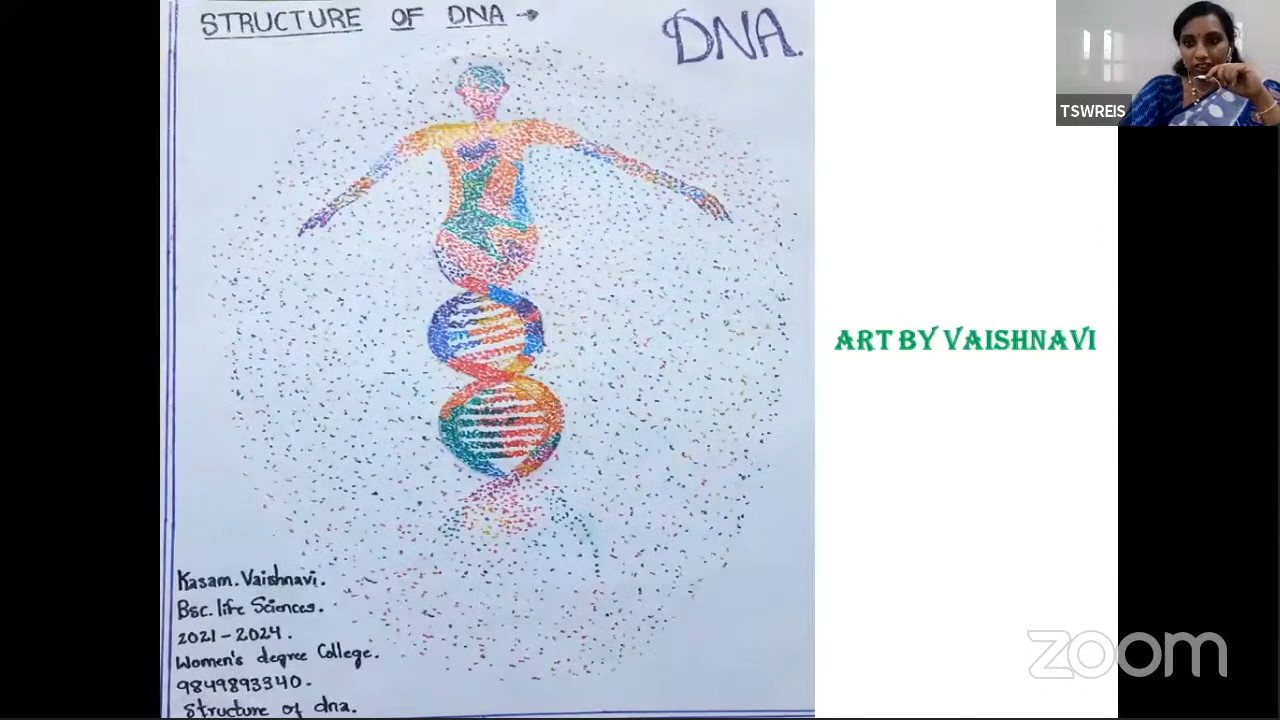 STRUCTURE OF DNA →
DNA.
TSWREIS
ART BY VAISHNAVI
Kasam. Vaishnavi.
Bsc. life Sciences.
2021-2024.
Women's degree College.
9849893340.
Structure of dna.
zoom